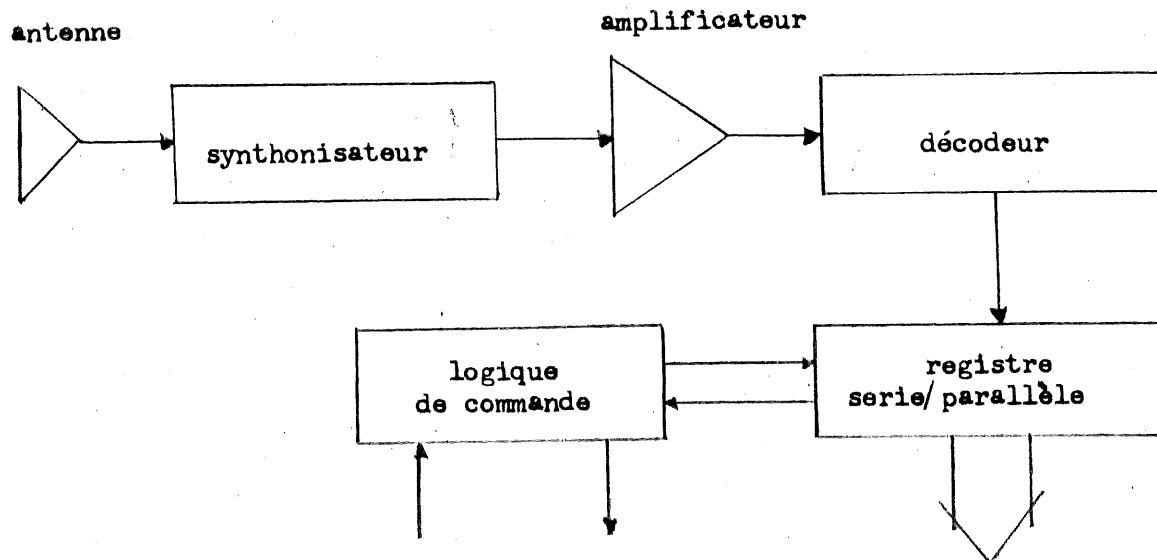 antenne
amplificateur
synthonisateur
décodeur
logique
de commande
registre
serie/parallèle